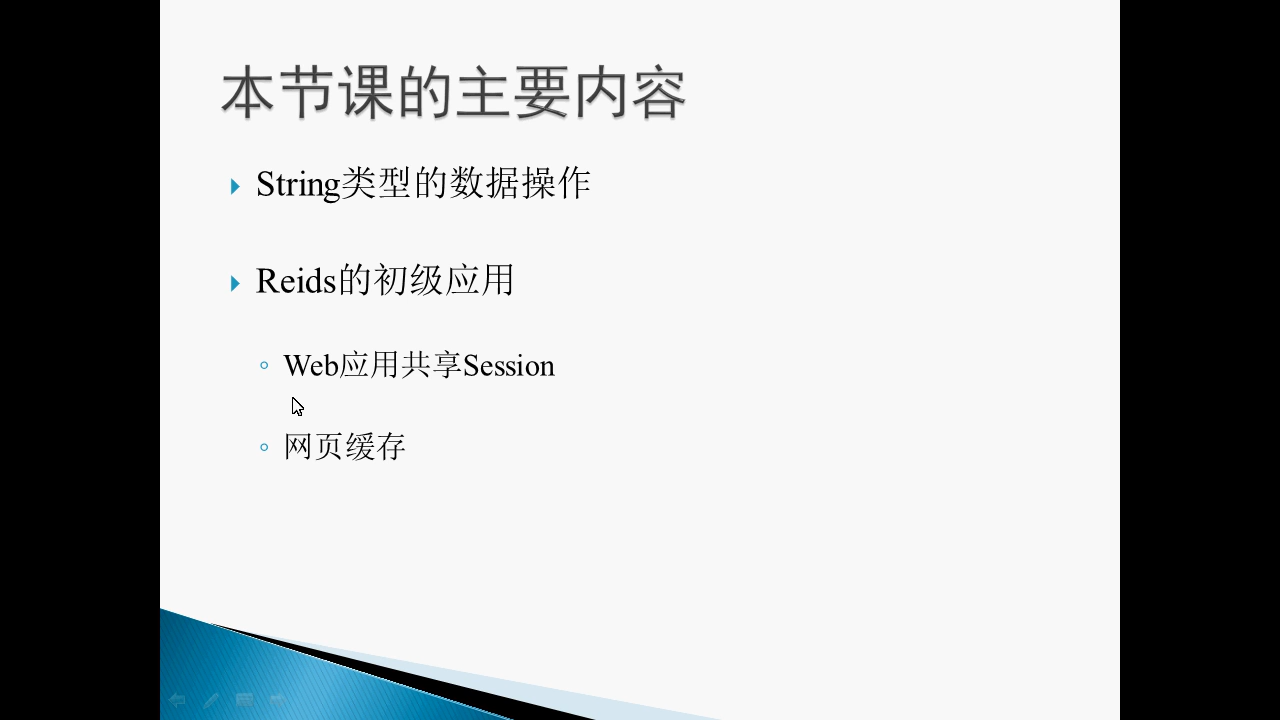 本节课的主要内容
String类型的数据操作
Reids的初级应用
Web应用共享Session
网页缓存